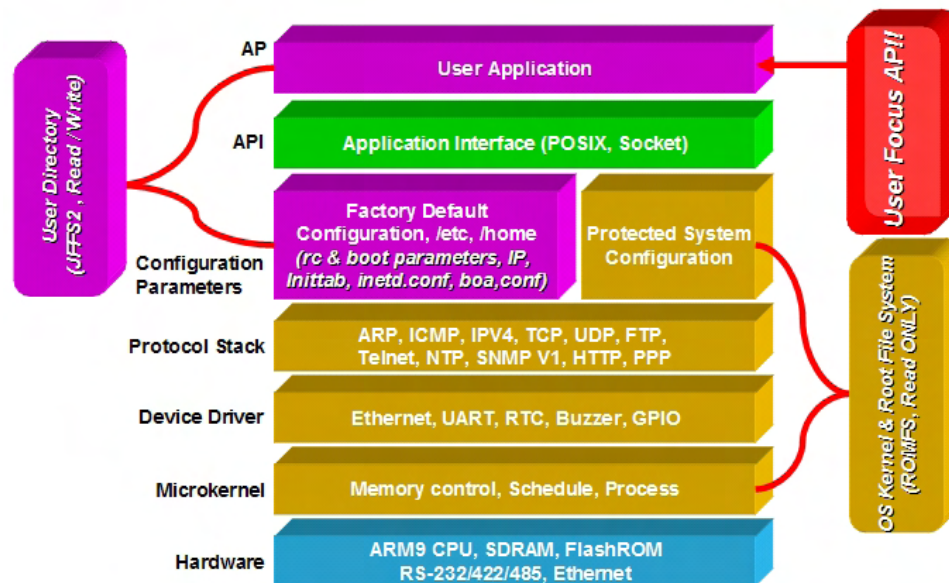 AP
User Application
User Focus API!!
User Directory
(JFFS2 , Read /Write)
API
Application Interface (POSIX, Socket)
Configuration
Parameters
Factory Default
Configuration, /etc, /home
(rc & boot parameters, IP,
Inittab, inetd.conf, boa,conf)
Protected System
Configuration
Protocol Stack
ARP, ICMP, IPV4, TCP, UDP, FTP,
Telnet, NTP, SNMP V1, HTTP, PPP
OS Kernel & Root File System
(ROMFS, Read ONLY)
Device Driver
Ethernet, UART, RTC, Buzzer, GPIO
Microkernel
Memory control, Schedule, Process
Hardware
ARM9 CPU, SDRAM, FlashROM
RS-232/422/485, Ethernet